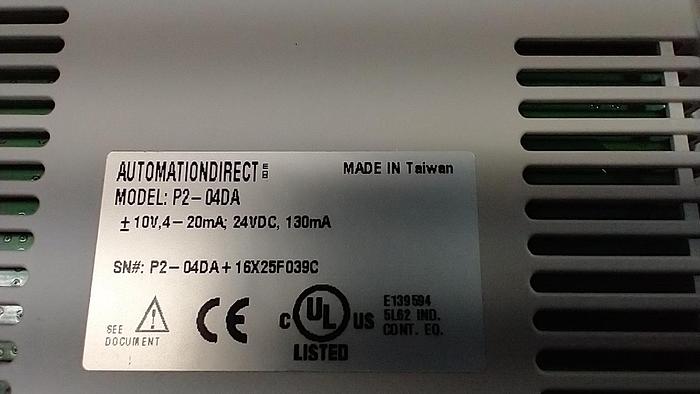 AUTOMATIONDIRECT
MADE IN Taiwan
MODEL: P2-04DA
±10V,4-20mA; 24VDC, 130mA
SN#: P2-04DA+16X25F039C
SEE
DOCUMENT
CE
C UL US
LISTED
E139594
5L62 IND.
CONT. EQ.